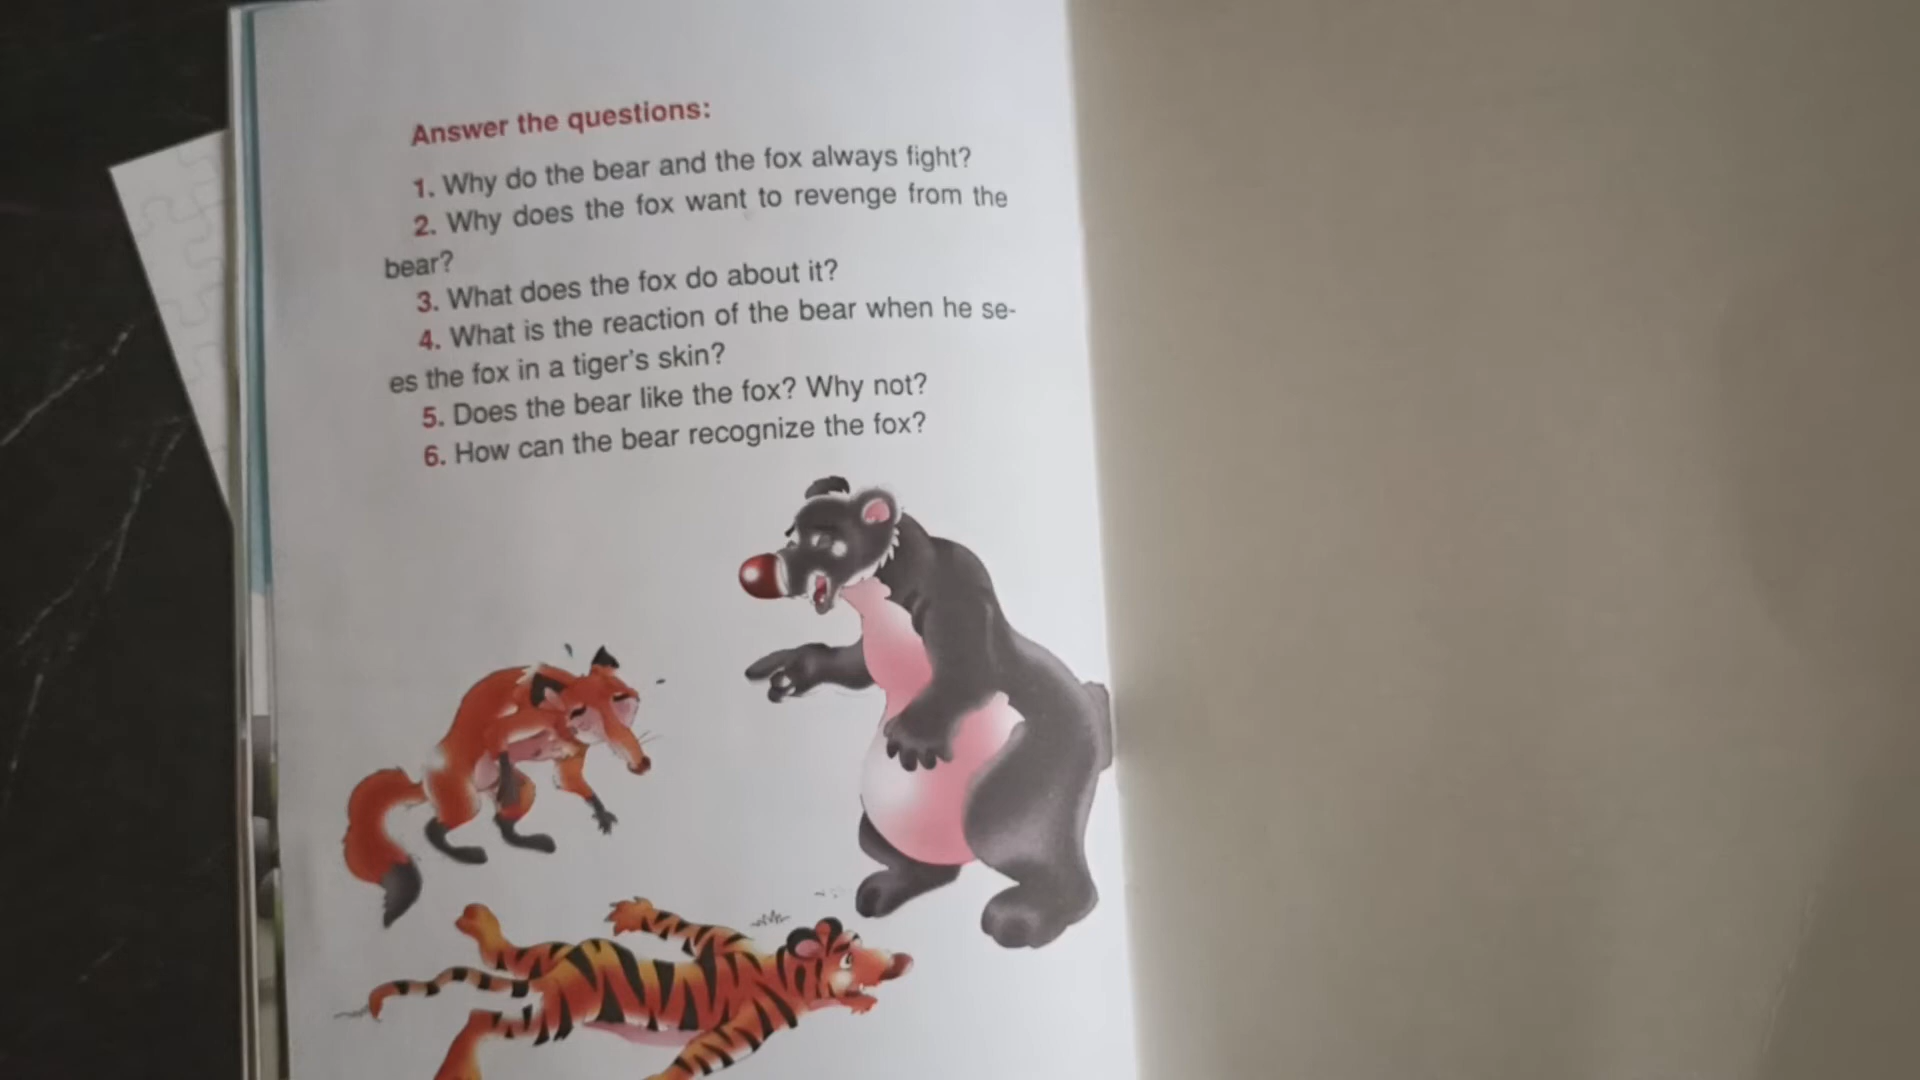 Answer the questions:
1. Why do the bear and the fox always fight?
2. Why does the fox want to revenge from the
bear?
3. What does the fox do about it?
4. What is the reaction of the bear when he se-
es the fox in a tiger's skin?
5. Does the bear like the fox? Why not?
6. How can the bear recognize the fox?